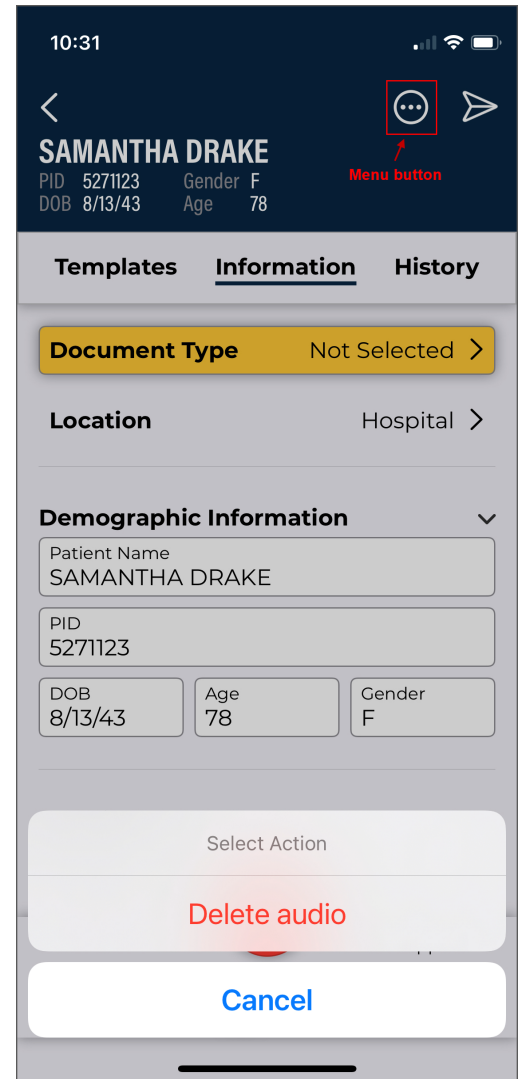 10:31
SAMANTHA DRAKE
PID 5271123 Gender F
DOB 8/13/43 Age 78
Menu button
Templates Information History
Document Type Not Selected
Location Hospital
Demographic Information
Patient Name
SAMANTHA DRAKE
PID
5271123
DOB Age Gender
8/13/43 78 F
Select Action
Delete audio
Cancel